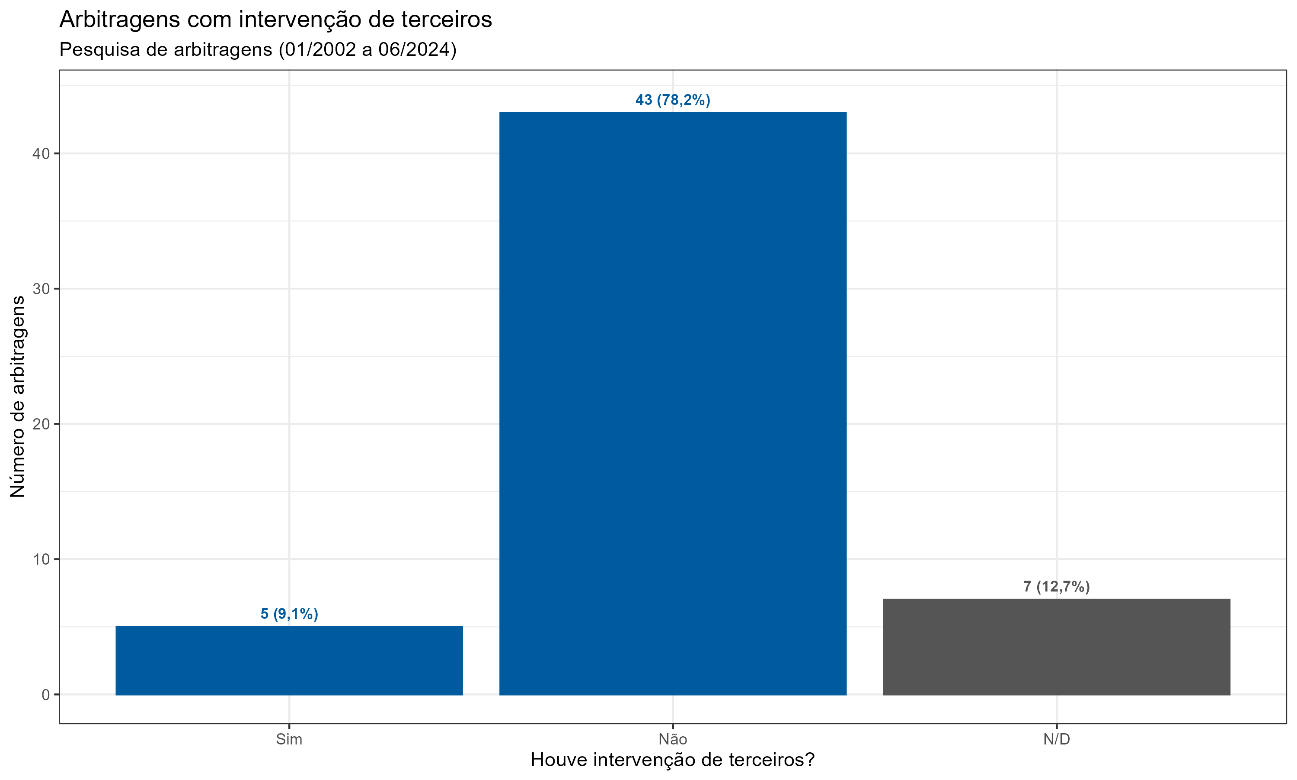 Arbitragens com intervenção de terceiros
Pesquisa de arbitragens (01/2002 a 06/2024)
43 (78,2%)
40
30
Número de arbitragens
20
10
7 (12,7%)
5 (9,1%)
0
Sim
Não
N/D
Houve intervenção de terceiros?